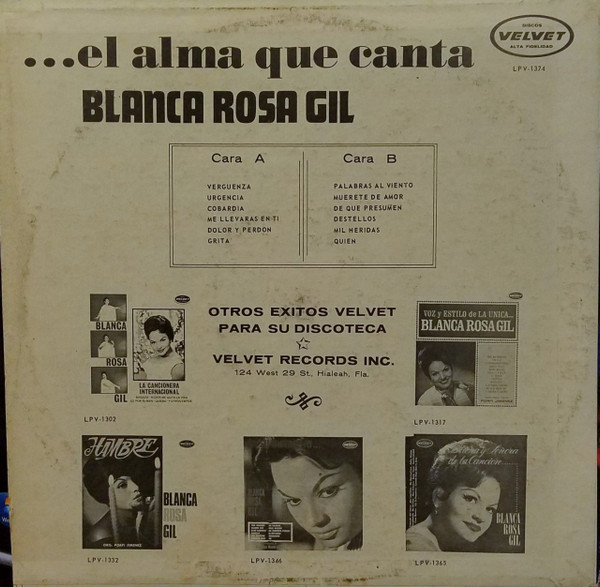 ...el alma que canta
DISCOS
VELVET
ALTA FIDELIDAD
LPV-1374
BLANCA ROSA GIL
Cara A
VERGUENZA
URGENCIA
COBARDIA
ME LLEVARAS EN TI
DOLOR Y PERDON
GRITA
Cara B
PALABRAS AL VIENTO
MUERETE DE AMOR
DE QUE PRESUMEN
DESTELLOS
MIL HERIDAS
QUIEN
BLANCA
ROSA
GIL
LA CANCIONERA
INTERNACIONAL
LPV-1302
OTROS EXITOS VELVET
PARA SU DISCOTECA
VELVET RECORDS INC.
124 West 29 St., Hialeah, Fla.
VOZ y ESTILO de LA UNICA...
BLANCA ROSA GIL
LPV-1317
HOMBRE
BLANCA
ROSA
GIL
LPV-1332
LPV-1346
de la Canción
BLANCA
ROSA
GIL
LPV-1365